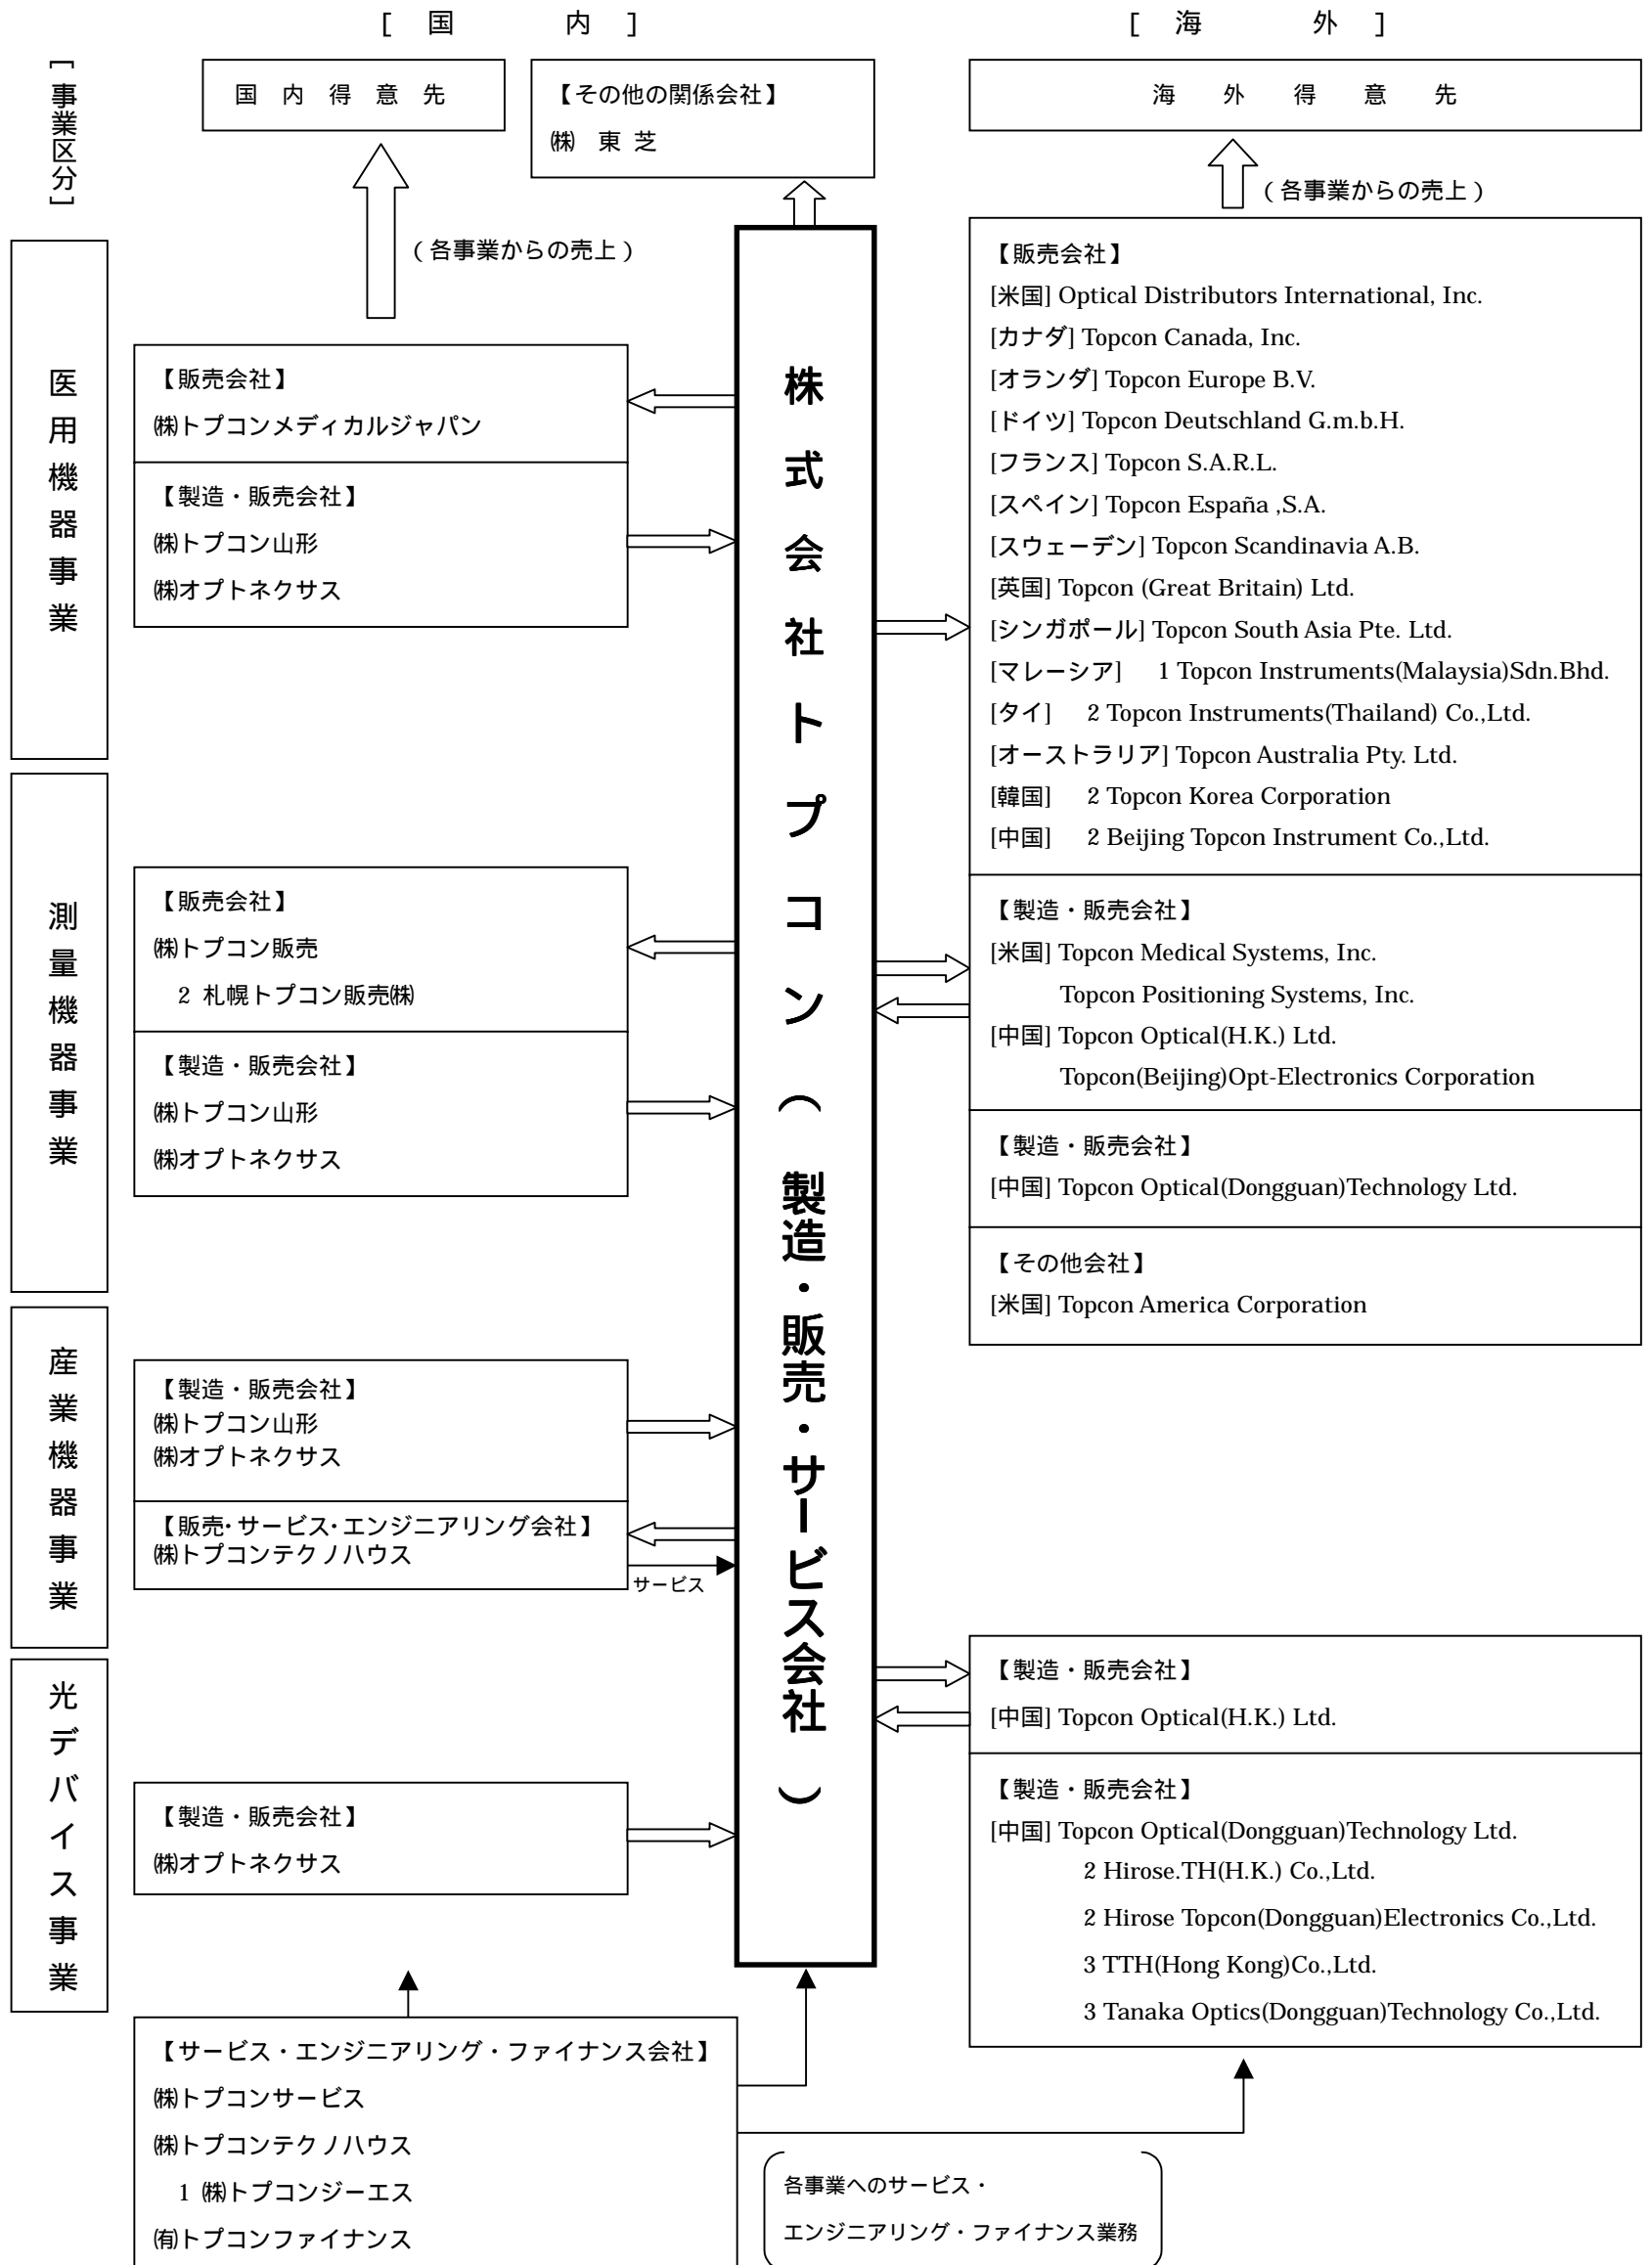 [ 国 内 ]
[ 海 外 ]
[事業区分]
国 内 得 意 先
【その他の関係会社】
㈱ 東 芝
海 外 得 意 先
(各事業からの売上)
(各事業からの売上)
医用機器事業
【販売会社】
㈱トプコンメディカルジャパン
【製造・販売会社】
㈱トプコン山形
㈱オプトネクサス
測量機器事業
【販売会社】
㈱トプコン販売
2 札幌トプコン販売㈱
【製造・販売会社】
㈱トプコン山形
㈱オプトネクサス
産業機器事業
【製造・販売会社】
㈱トプコン山形
㈱オプトネクサス
【販売・サービス・エンジニアリング会社】
㈱トプコンテクノハウス
サービス
光デバイス事業
【製造・販売会社】
㈱オプトネクサス
株式会社トプコン(製造・販売・サービス会社)
【販売会社】
[米国] Optical Distributors International, Inc.
[カナダ] Topcon Canada, Inc.
[オランダ] Topcon Europe B.V.
[ドイツ] Topcon Deutschland G.m.b.H.
[フランス] Topcon S.A.R.L.
[スペイン] Topcon España ,S.A.
[スウェーデン] Topcon Scandinavia A.B.
[英国] Topcon (Great Britain) Ltd.
[シンガポール] Topcon South Asia Pte. Ltd.
[マレーシア] 1 Topcon Instruments(Malaysia)Sdn.Bhd.
[タイ] 2 Topcon Instruments(Thailand) Co.,Ltd.
[オーストラリア] Topcon Australia Pty. Ltd.
[韓国] 2 Topcon Korea Corporation
[中国] 2 Beijing Topcon Instrument Co.,Ltd.
【製造・販売会社】
[米国] Topcon Medical Systems, Inc.
Topcon Positioning Systems, Inc.
[中国] Topcon Optical(H.K.) Ltd.
Topcon(Beijing)Opt-Electronics Corporation
【製造・販売会社】
[中国] Topcon Optical(Dongguan)Technology Ltd.
【その他会社】
[米国] Topcon America Corporation
【製造・販売会社】
[中国] Topcon Optical(H.K.) Ltd.
【製造・販売会社】
[中国] Topcon Optical(Dongguan)Technology Ltd.
2 Hirose.TH(H.K.) Co.,Ltd.
2 Hirose Topcon(Dongguan)Electronics Co.,Ltd.
3 TTH(Hong Kong)Co.,Ltd.
3 Tanaka Optics(Dongguan)Technology Co.,Ltd.
【サービス・エンジニアリング・ファイナンス会社】
㈱トプコンサービス
㈱トプコンテクノハウス
1 ㈱トプコンジーエス
㈲トプコンファイナンス
各事業へのサービス・
エンジニアリング・ファイナンス業務